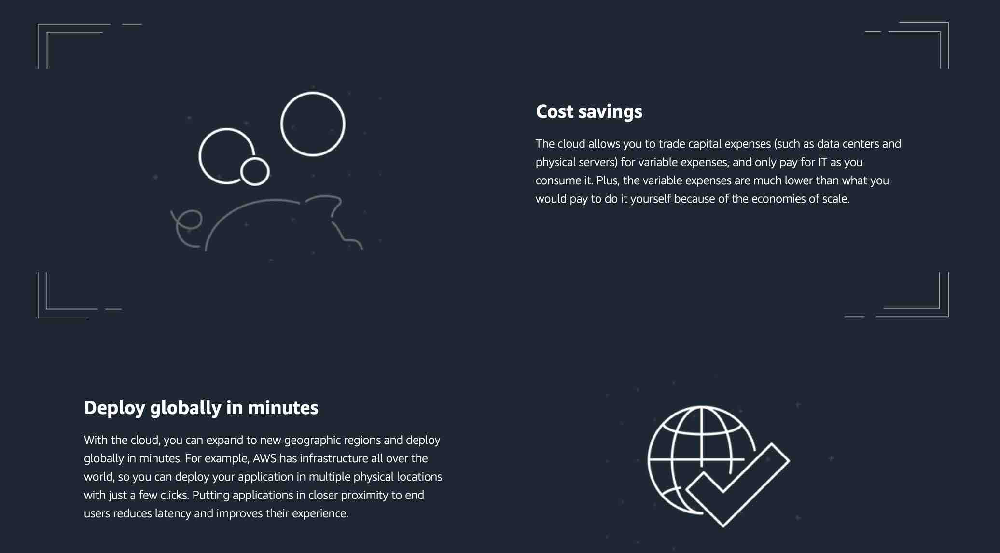 Cost savings
The cloud allows you to trade capital expenses (such as data centers and
physical servers) for variable expenses, and only pay for IT as you
consume it. Plus, the variable expenses are much lower than what you
would pay to do it yourself because of the economies of scale.
Deploy globally in minutes
With the cloud, you can expand to new geographic regions and deploy
globally in minutes. For example, AWS has infrastructure all over the
world, so you can deploy your application in multiple physical locations
with just a few clicks. Putting applications in closer proximity to end
users reduces latency and improves their experience.